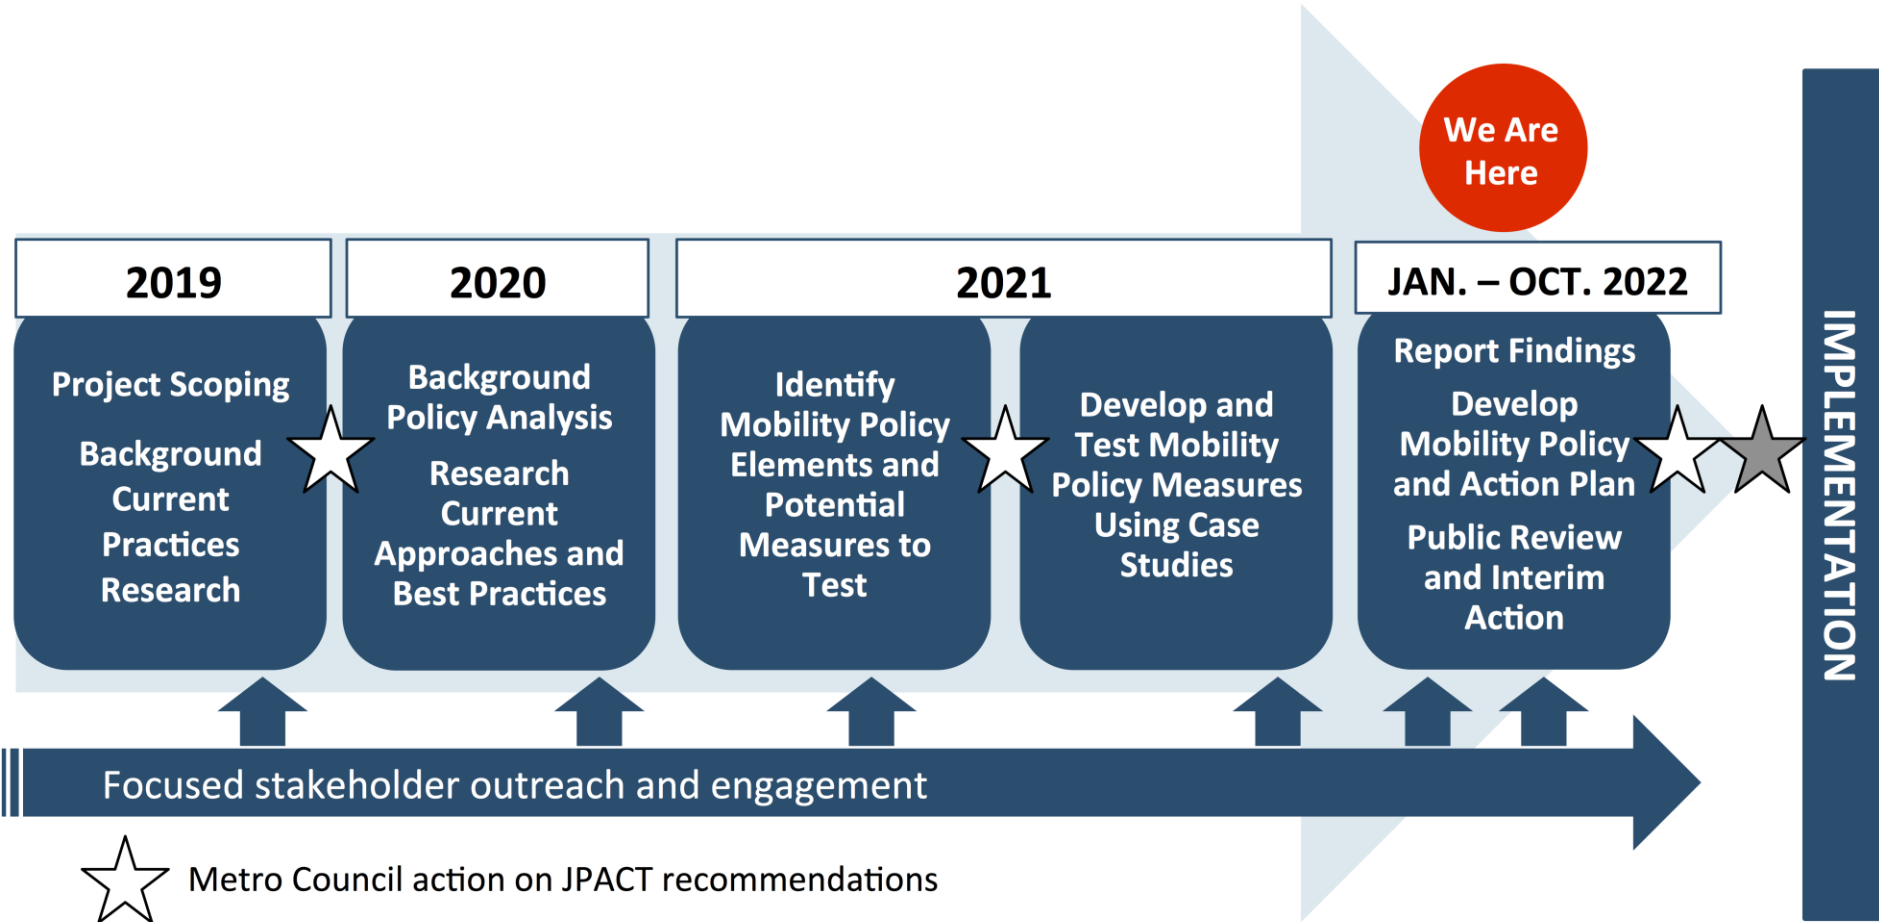 We Are
Here
2019
2020
2021
JAN. – OCT. 2022
Project Scoping
Background
Current
Practices
Research
Background
Policy Analysis
Research
Current
Approaches and
Best Practices
Identify
Mobility Policy
Elements and
Potential
Measures to
Test
Develop and
Test Mobility
Policy Measures
Using Case
Studies
Report Findings
Develop
Mobility Policy
and Action Plan
Public Review
and Interim
Action
IMPLEMENTATION
Focused stakeholder outreach and engagement
Metro Council action on JPACT recommendations